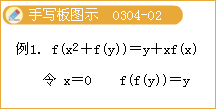 手写板图示 0304-02
例1. f(x²+f(y))=y+xf(x)
令 x=0 f(f(y))=y